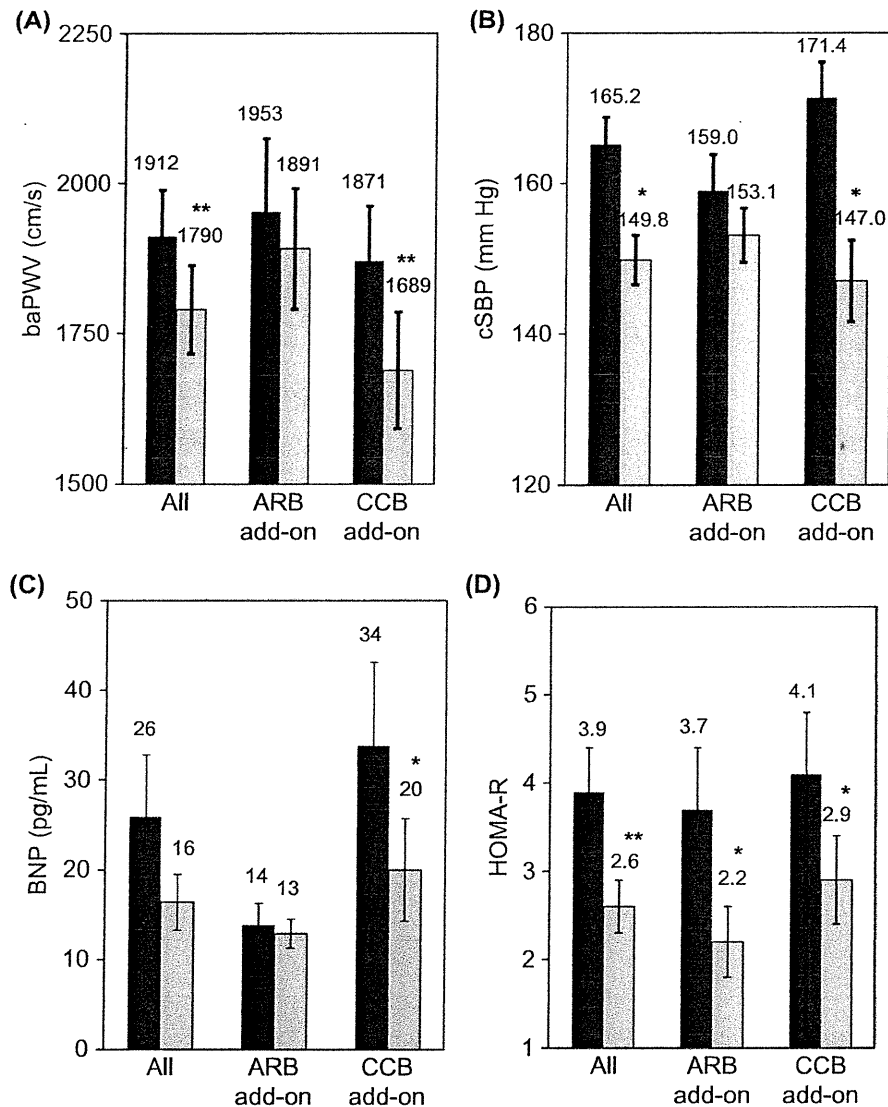 (A)
2250
2000
1750
1500
baPWV (cm/s)
1912
**
1790
1953
1891
1871
**
1689
All
ARB
add-on
CCB
add-on
(B)
180
160
140
120
cSBP (mm Hg)
165.2
*
149.8
159.0
153.1
171.4
*
147.0
All
ARB
add-on
CCB
add-on
(C)
50
40
30
20
10
0
BNP (pg/mL)
26
16
14
13
34
*
20
All
ARB
add-on
CCB
add-on
(D)
6
5
4
3
2
1
HOMA-R
3.9
**
2.6
3.7
*
2.2
4.1
*
2.9
All
ARB
add-on
CCB
add-on